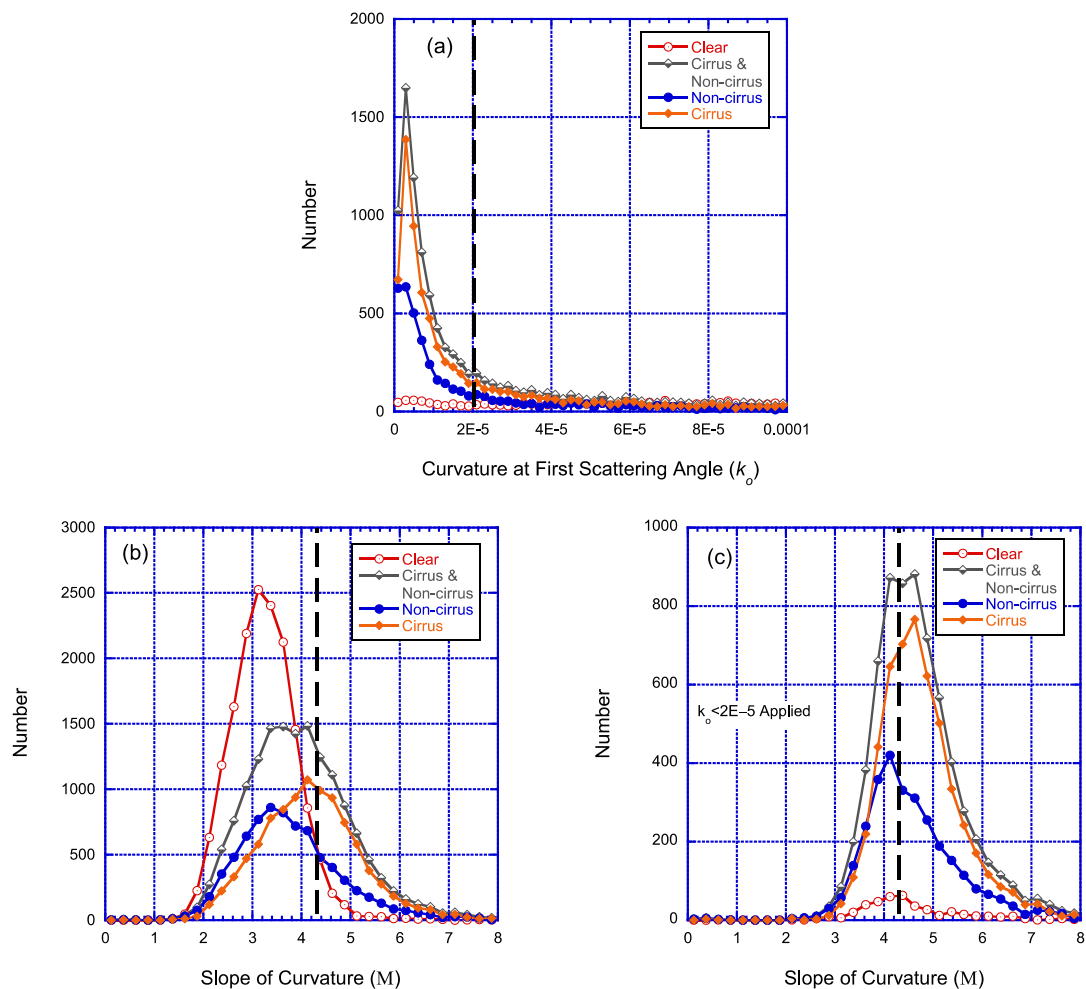 2000
(a)
Clear
Cirrus &
Non-cirrus
Non-cirrus
Cirrus
1500
1000
500
0
Number
0 2E-5 4E-5 6E-5 8E-5 0.0001
Curvature at First Scattering Angle (k_o)
3000
(b)
Clear
Cirrus &
Non-cirrus
Non-cirrus
Cirrus
2500
2000
1500
1000
500
0
Number
0 1 2 3 4 5 6 7 8
Slope of Curvature (M)
1000
(c)
Clear
Cirrus &
Non-cirrus
Non-cirrus
Cirrus
800
600
k_o<2E–5 Applied
400
200
0
Number
0 1 2 3 4 5 6 7 8
Slope of Curvature (M)